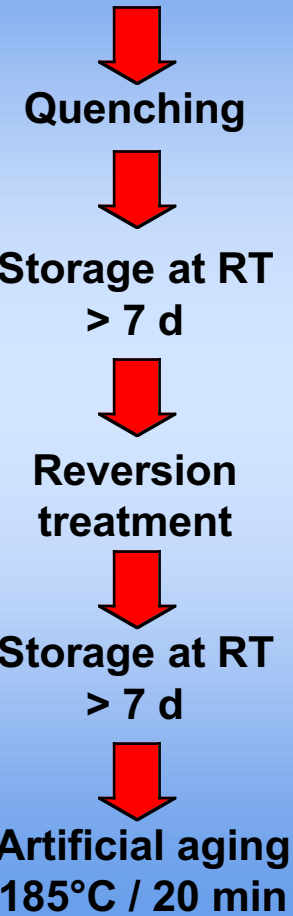 Quenching
Storage at RT
> 7 d
Reversion
treatment
Storage at RT
> 7 d
Artificial aging
185°C / 20 min